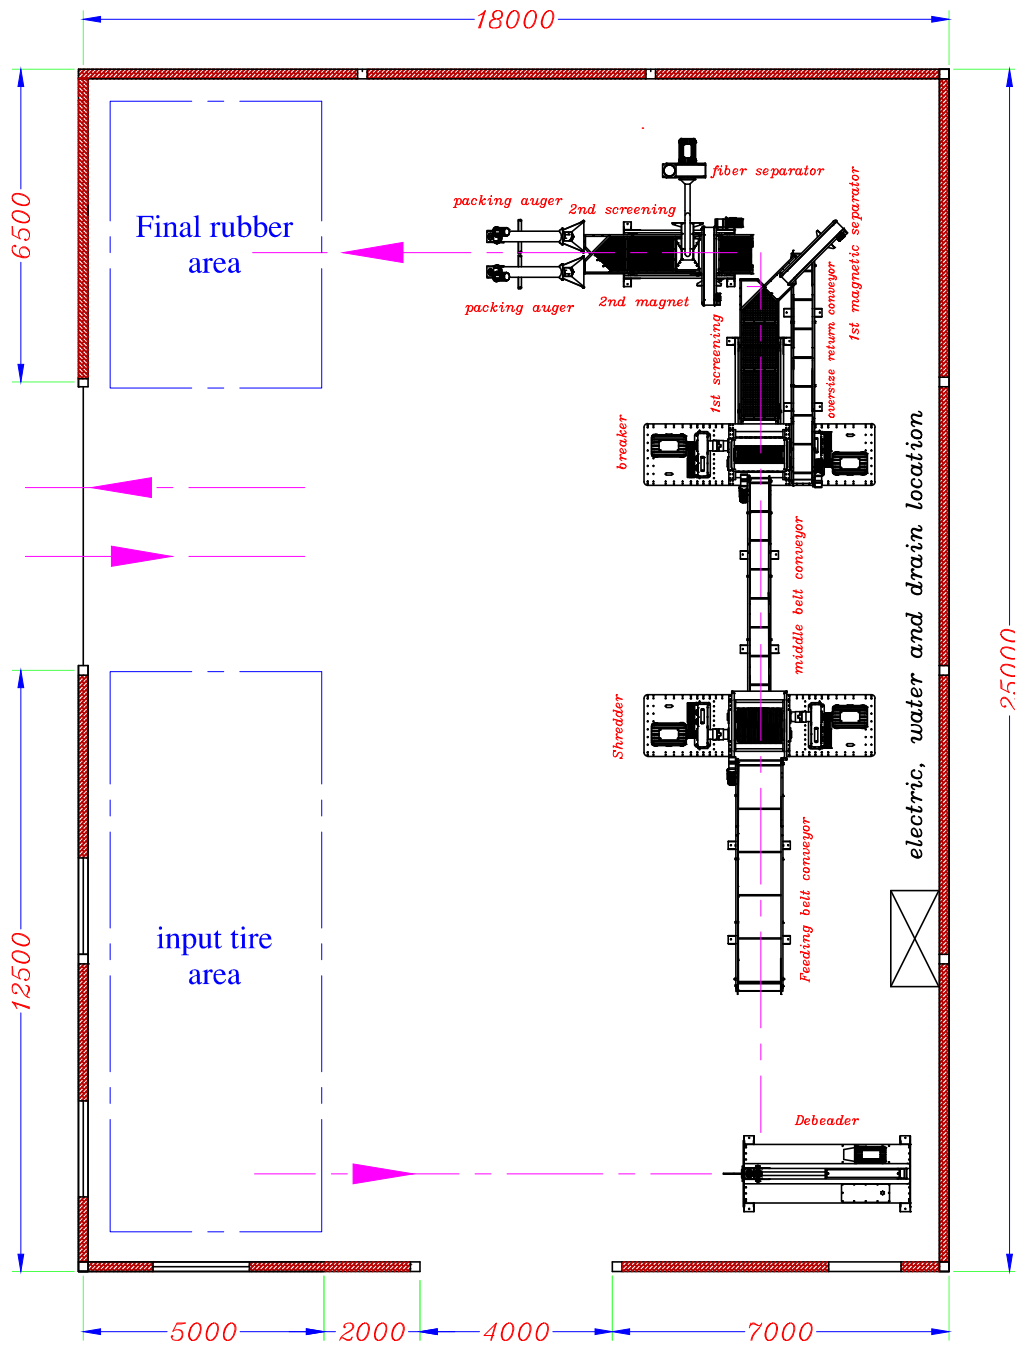 18000
fiber separator
packing auger
2nd screening
1st magnetic separator
6500
Final rubber
area
oversize return conveyor
packing auger
2nd magnet
1st screening
breaker
electric, water and drain location
middle belt conveyor
25000
Shredder
Feeding belt conveyor
12500
input tire
area
Debeader
5000
2000
4000
7000